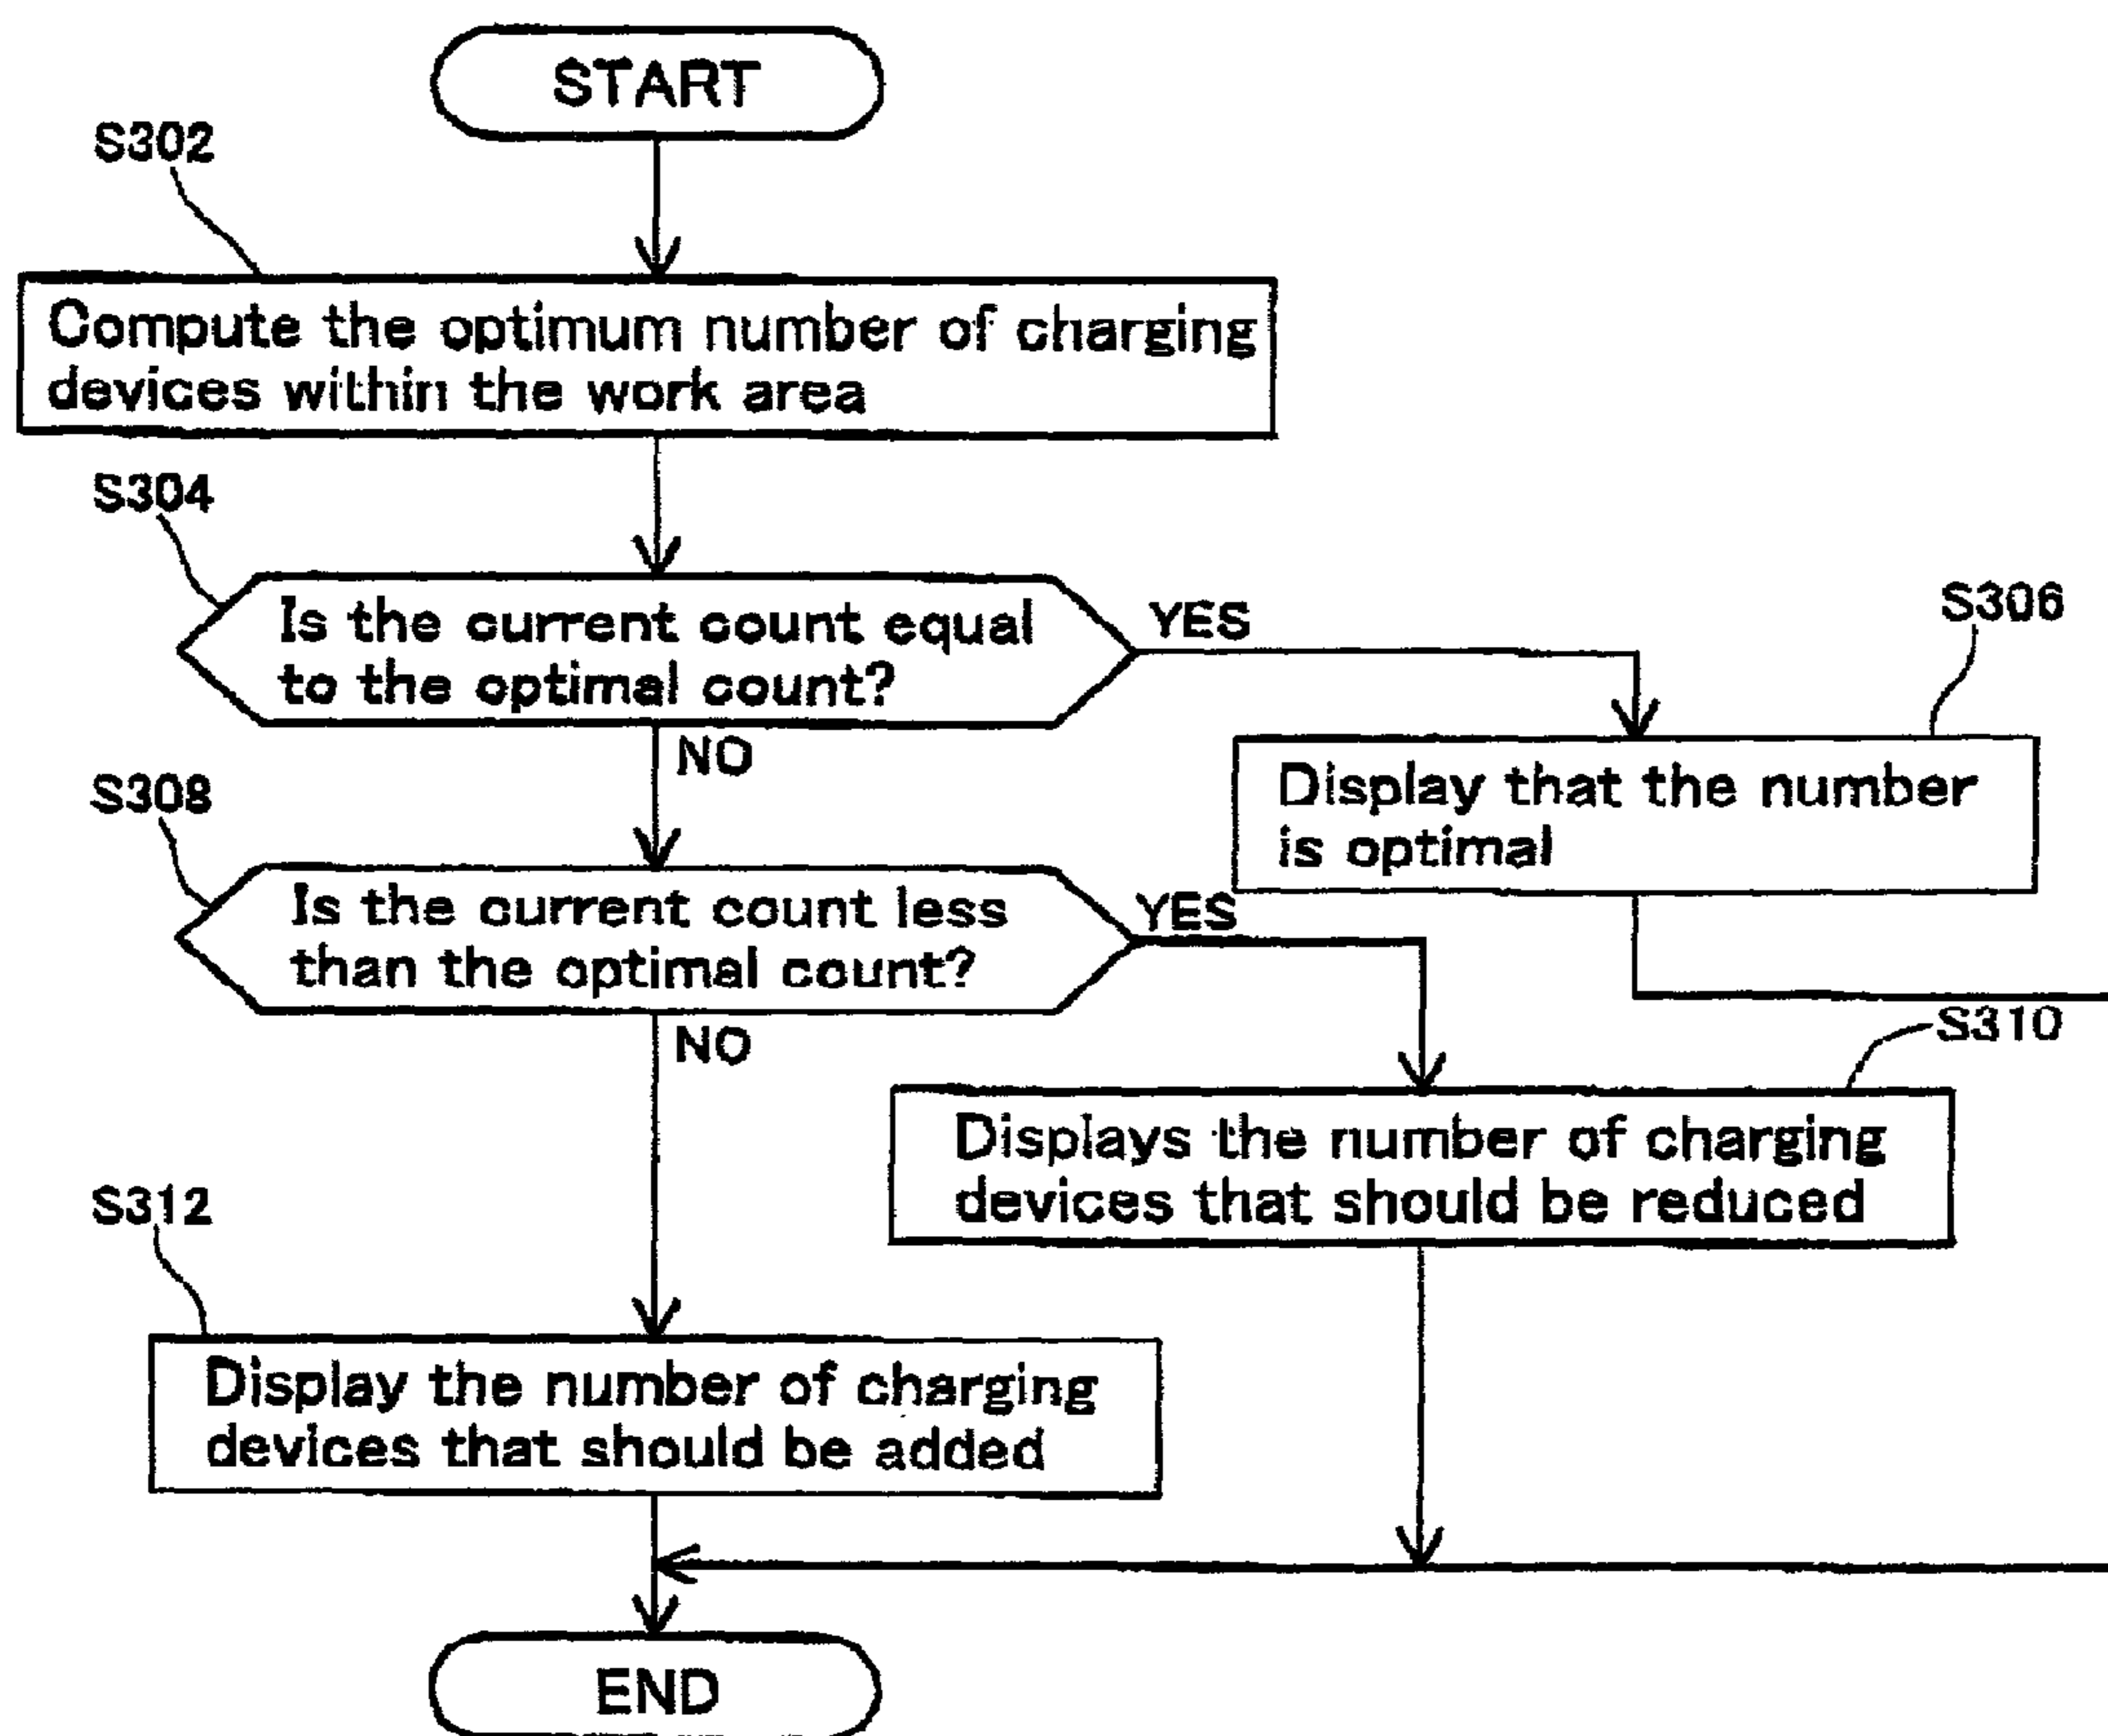 START
S302
Compute the optimum number of charging
devices within the work area
S304
Is the current count equal
to the optimal count?
YES
S306
NO
Display that the number
is optimal
S308
Is the current count less
than the optimal count?
YES
S310
NO
Displays the number of charging
devices that should be reduced
S312
Display the number of charging
devices that should be added
END